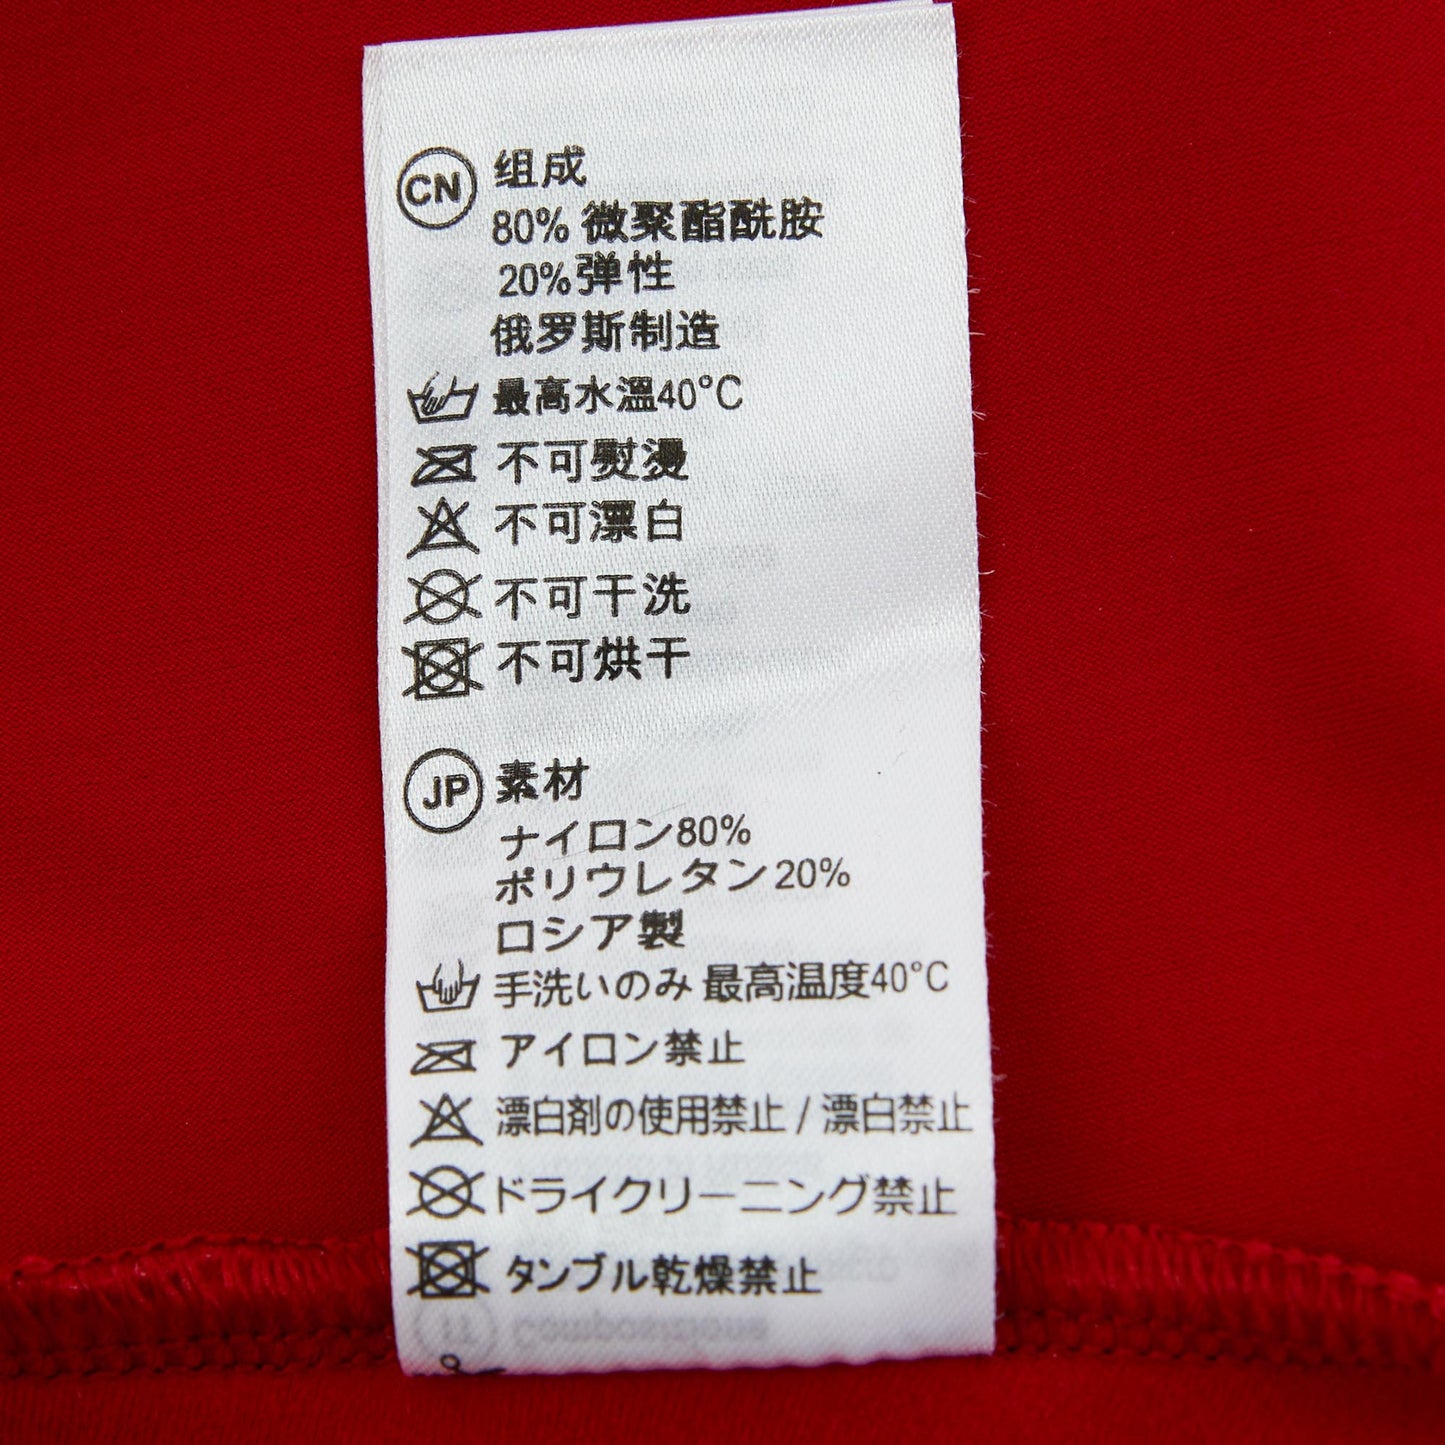 CN 组成
80% 微聚酯酰胺
20%弹性
俄罗斯制造
最高水溫40°C
不可熨燙
不可漂白
不可干洗
不可烘干
JP 素材
ナイロン80%
ポリウレタン20%
ロシア製
手洗いのみ 最高温度40°C
アイロン禁止
漂白剤の使用禁止 / 漂白禁止
ドライクリーニング禁止
タンブル乾燥禁止